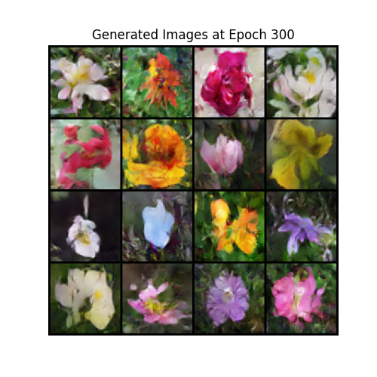 Generated Images at Epoch 300